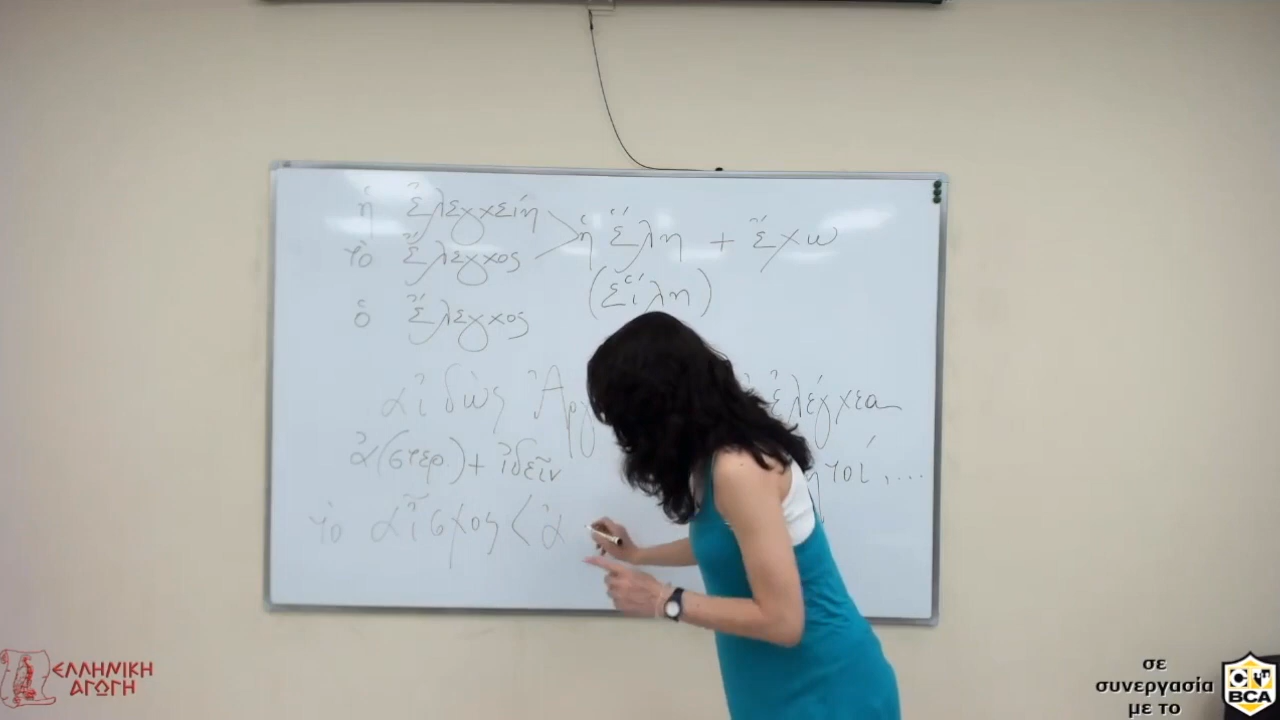 ἡ ἐλεγχείη > ἡ ἕλη + ἔχω
τὸ ἔλεγχος
(εἵλη)
ὁ ἔλεγχος
αἰδὼς ἐλέγχεα
ἀ(στερ.) + ἰδεῖν
τὸ αἶσχος < ἀ
ΕΛΛΗΝΙΚΗ
ΑΓΩΓΗ
σε
συνεργασία
με το
BCA